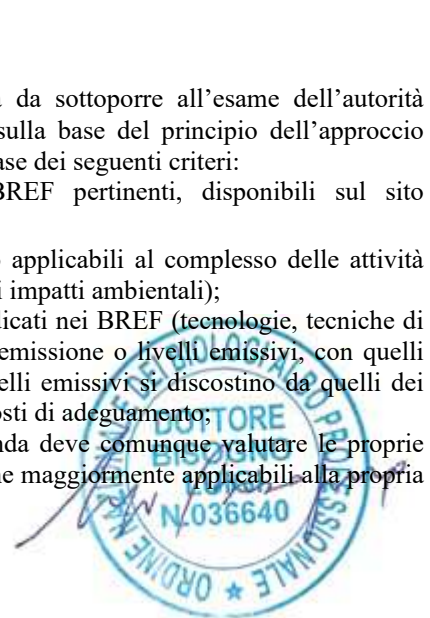 da sottoporre all’esame dell’autorità
sulla base del principio dell’approccio
ase dei seguenti criteri:
BREF pertinenti, disponibili sul sito
applicabili al complesso delle attività
i impatti ambientali);
dicati nei BREF (tecnologie, tecniche di
emissione o livelli emissivi, con quelli
elli emissivi si discostino da quelli dei
osti di adeguamento;
nda deve comunque valutare le proprie
ne maggiormente applicabili alla propria
DOTTORE
N.036640